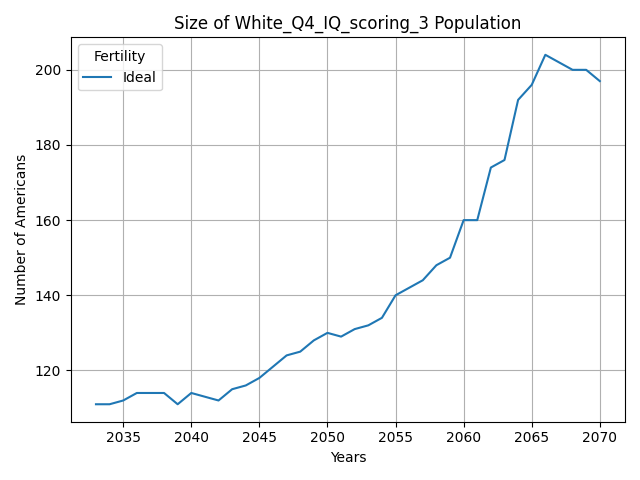 Size of White_Q4_IQ_scoring_3 Population
Fertility
Ideal
Number of Americans
200
180
160
140
120
2035 2040 2045 2050 2055 2060 2065 2070
Years